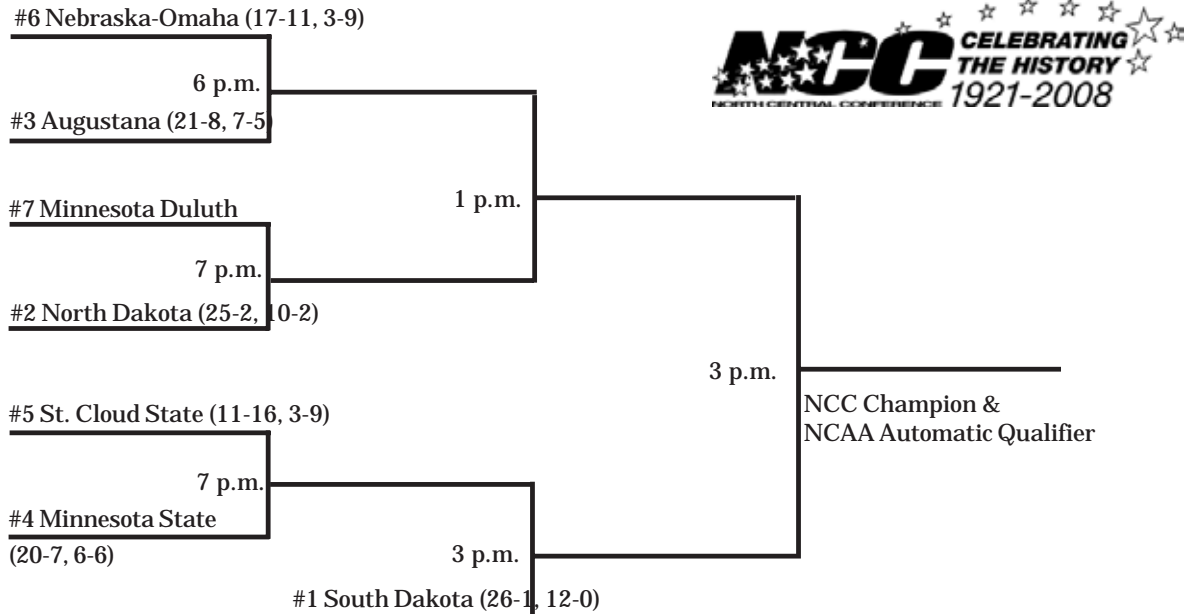 #6 Nebraska-Omaha (17-11, 3-9)
6 p.m.
#3 Augustana (21-8, 7-5)
#7 Minnesota Duluth
7 p.m.
#2 North Dakota (25-2, 10-2)
#5 St. Cloud State (11-16, 3-9)
7 p.m.
#4 Minnesota State
(20-7, 6-6)
1 p.m.
3 p.m.
#1 South Dakota (26-1, 12-0)
3 p.m.
NCC Champion &
NCAA Automatic Qualifier
NCC
NORTH CENTRAL CONFERENCE
CELEBRATING
THE HISTORY
1921-2008